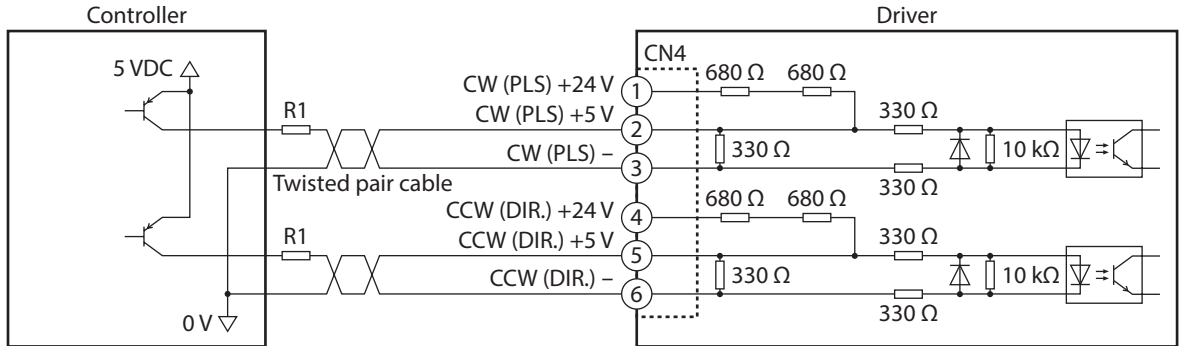 Controller
Driver
CN4
5 VDC
R1
CW (PLS) +24 V
1
680 Ω
680 Ω
CW (PLS) +5 V
2
330 Ω
330 Ω
10 kΩ
CW (PLS) –
3
330 Ω
Twisted pair cable
CCW (DIR.) +24 V
4
680 Ω
680 Ω
R1
CCW (DIR.) +5 V
5
330 Ω
330 Ω
10 kΩ
CCW (DIR.) –
6
330 Ω
0 V